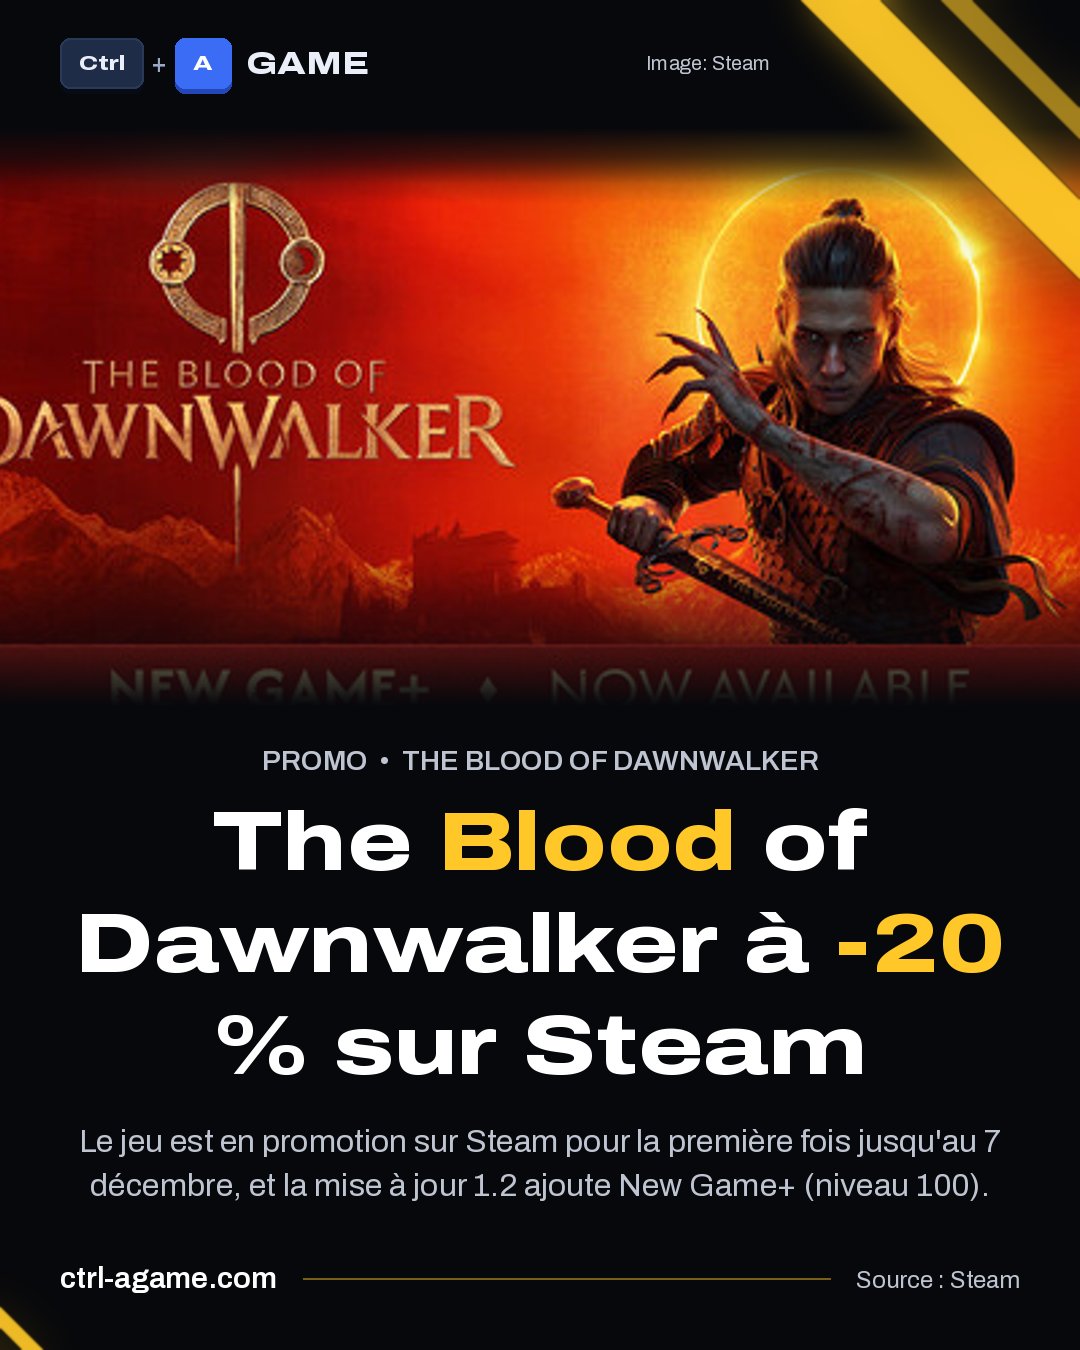 Ctrl + A GAME
Image: Steam
THE BLOOD OF
DAWNWALKER
NEW GAME+ ♦ NOW AVAILABLE
PROMO • THE BLOOD OF DAWNWALKER
The Blood of
Dawnwalker à -20
% sur Steam
Le jeu est en promotion sur Steam pour la première fois jusqu'au 7
décembre, et la mise à jour 1.2 ajoute New Game+ (niveau 100).
ctrl-agame.com
Source : Steam